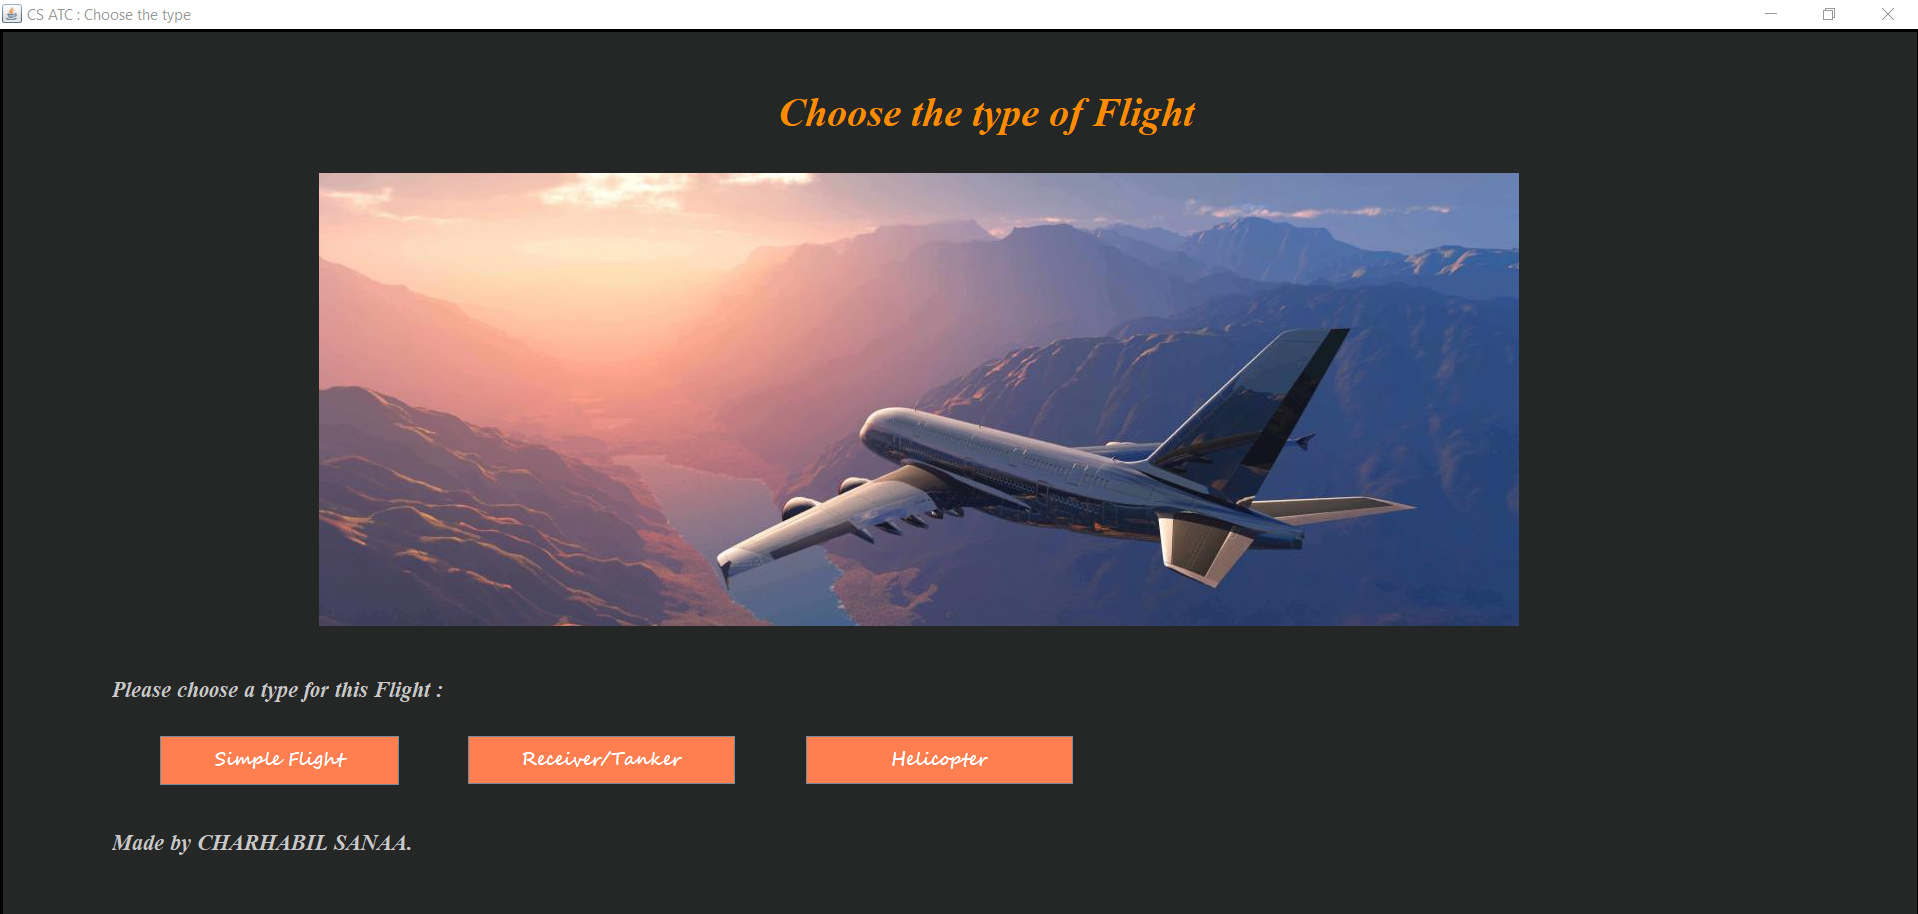 CS ATC : Choose the type
Choose the type of Flight
Please choose a type for this Flight :
Simple Flight
Receiver/Tanker
Helicopter
Made by CHARHABIL SANAA.